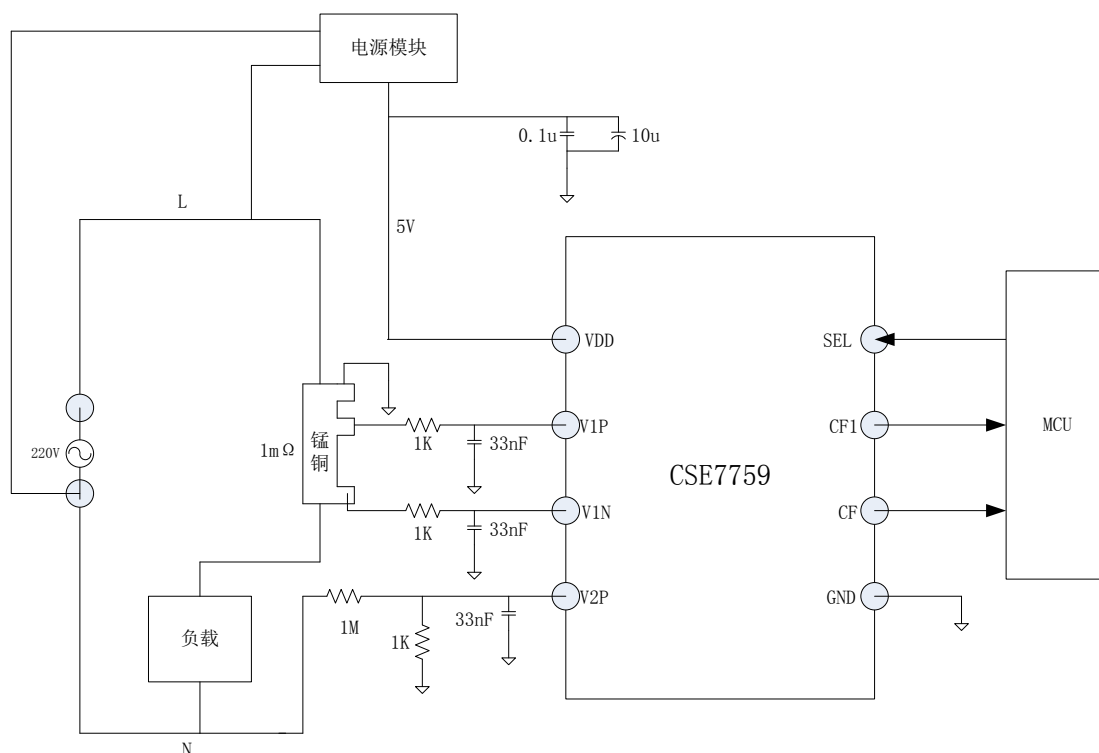 电源模块
0.1u
10u
L
5V
VDD
SEL
220V
1mΩ
锰铜
1K
33nF
V1P
CF1
MCU
CSE7759
1K
33nF
V1N
CF
负载
1M
1K
33nF
V2P
GND
N